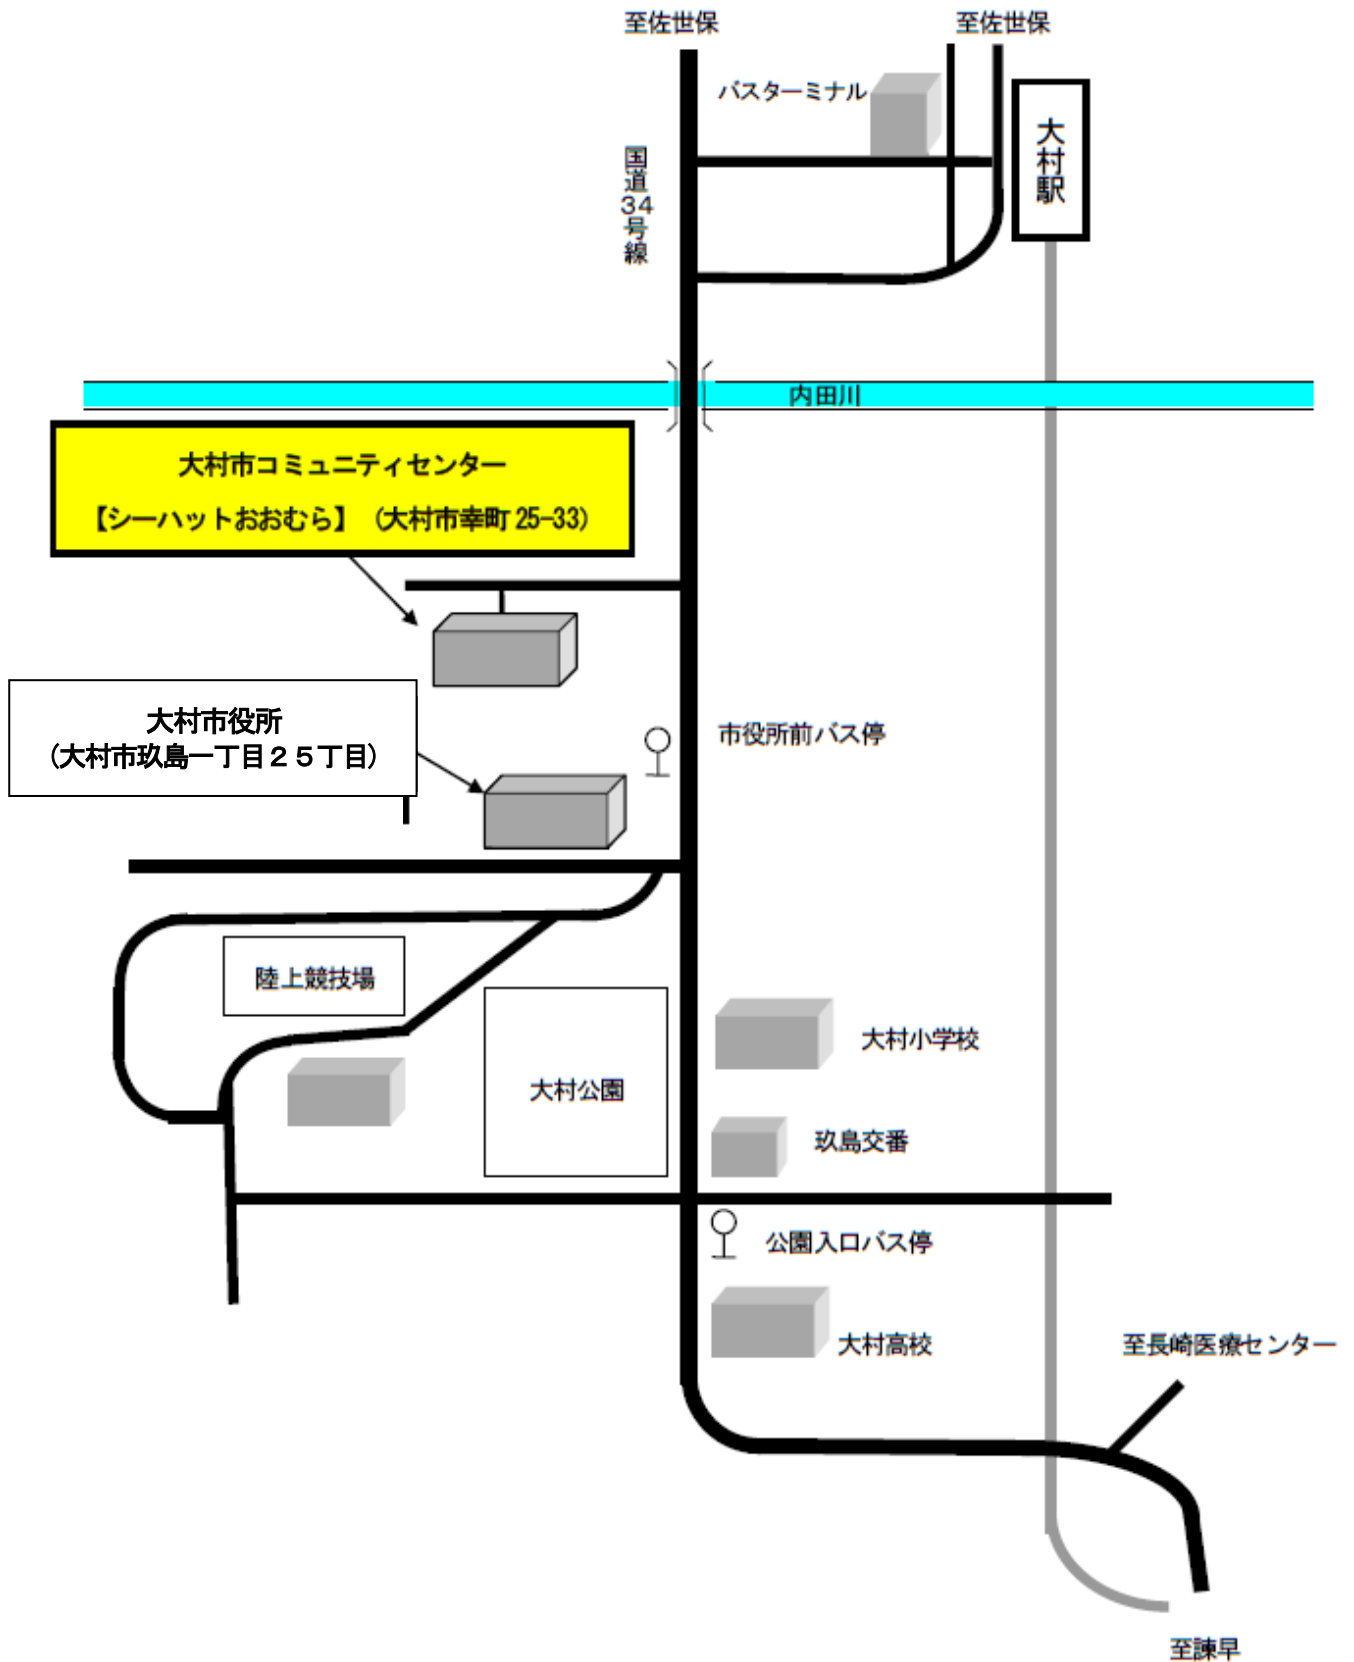 至佐世保
至佐世保
バスターミナル
大村駅
国道34号線
内田川
大村市コミュニティセンター
【シーハットおおむら】（大村市幸町25-33）
大村市役所
（大村市玖島一丁目２５丁目）
市役所前バス停
陸上競技場
大村公園
大村小学校
玖島交番
公園入口バス停
大村高校
至長崎医療センター
至諫早